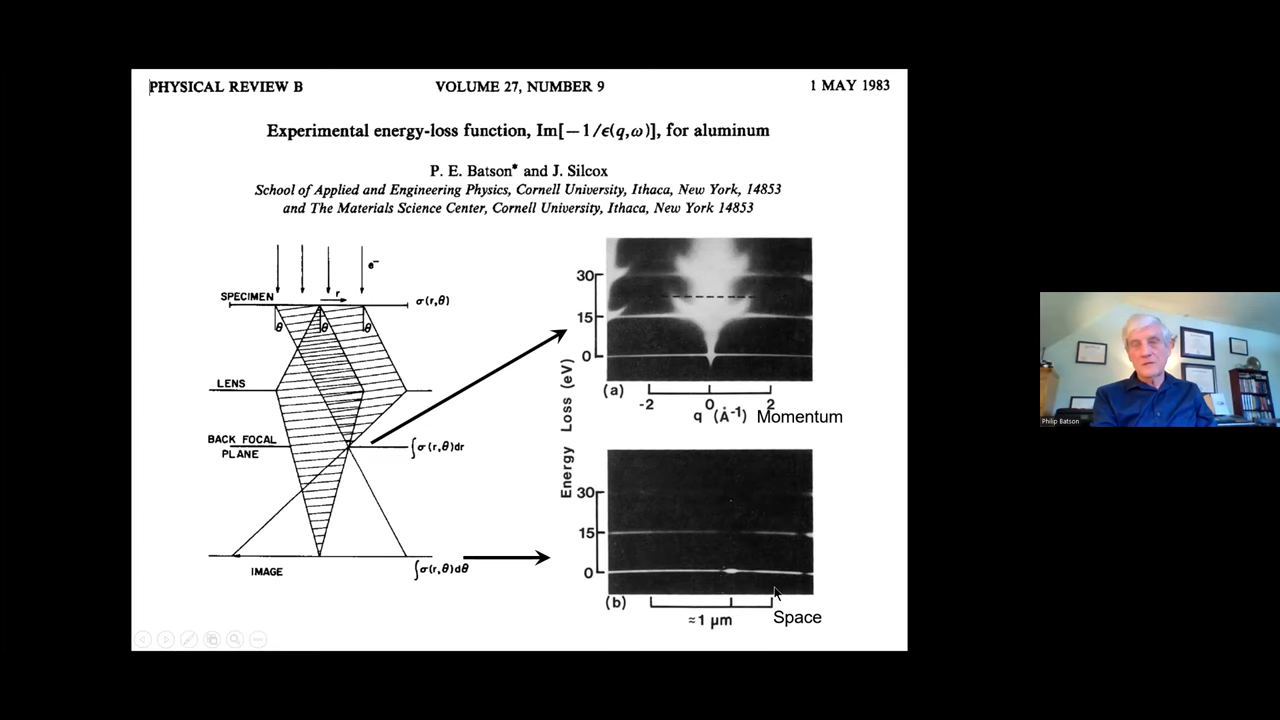 PHYSICAL REVIEW B VOLUME 27, NUMBER 9 1 MAY 1983
Experimental energy-loss function, Im[−1/ϵ(q,ω)], for aluminum
P. E. Batson* and J. Silcox
School of Applied and Engineering Physics, Cornell University, Ithaca, New York, 14853
and The Materials Science Center, Cornell University, Ithaca, New York 14853
e⁻
r
SPECIMEN
σ(r,θ)
θ θ θ
LENS
BACK FOCAL
PLANE
∫σ(r,θ)dr
IMAGE
∫σ(r,θ)dθ
Energy Loss (eV)
30
15
0
(a)
-2 0 2
q (Å⁻¹) Momentum
30
15
0
(b)
≈1 μm
Space
Philip Batson